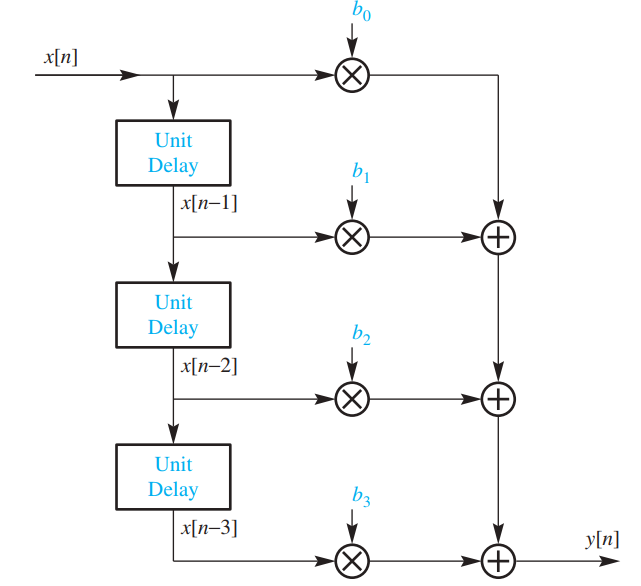 b₀
x[n]
×
Unit
Delay
b₁
x[n−1]
×
+
Unit
Delay
b₂
x[n−2]
×
+
Unit
Delay
b₃
x[n−3]
y[n]
×
+